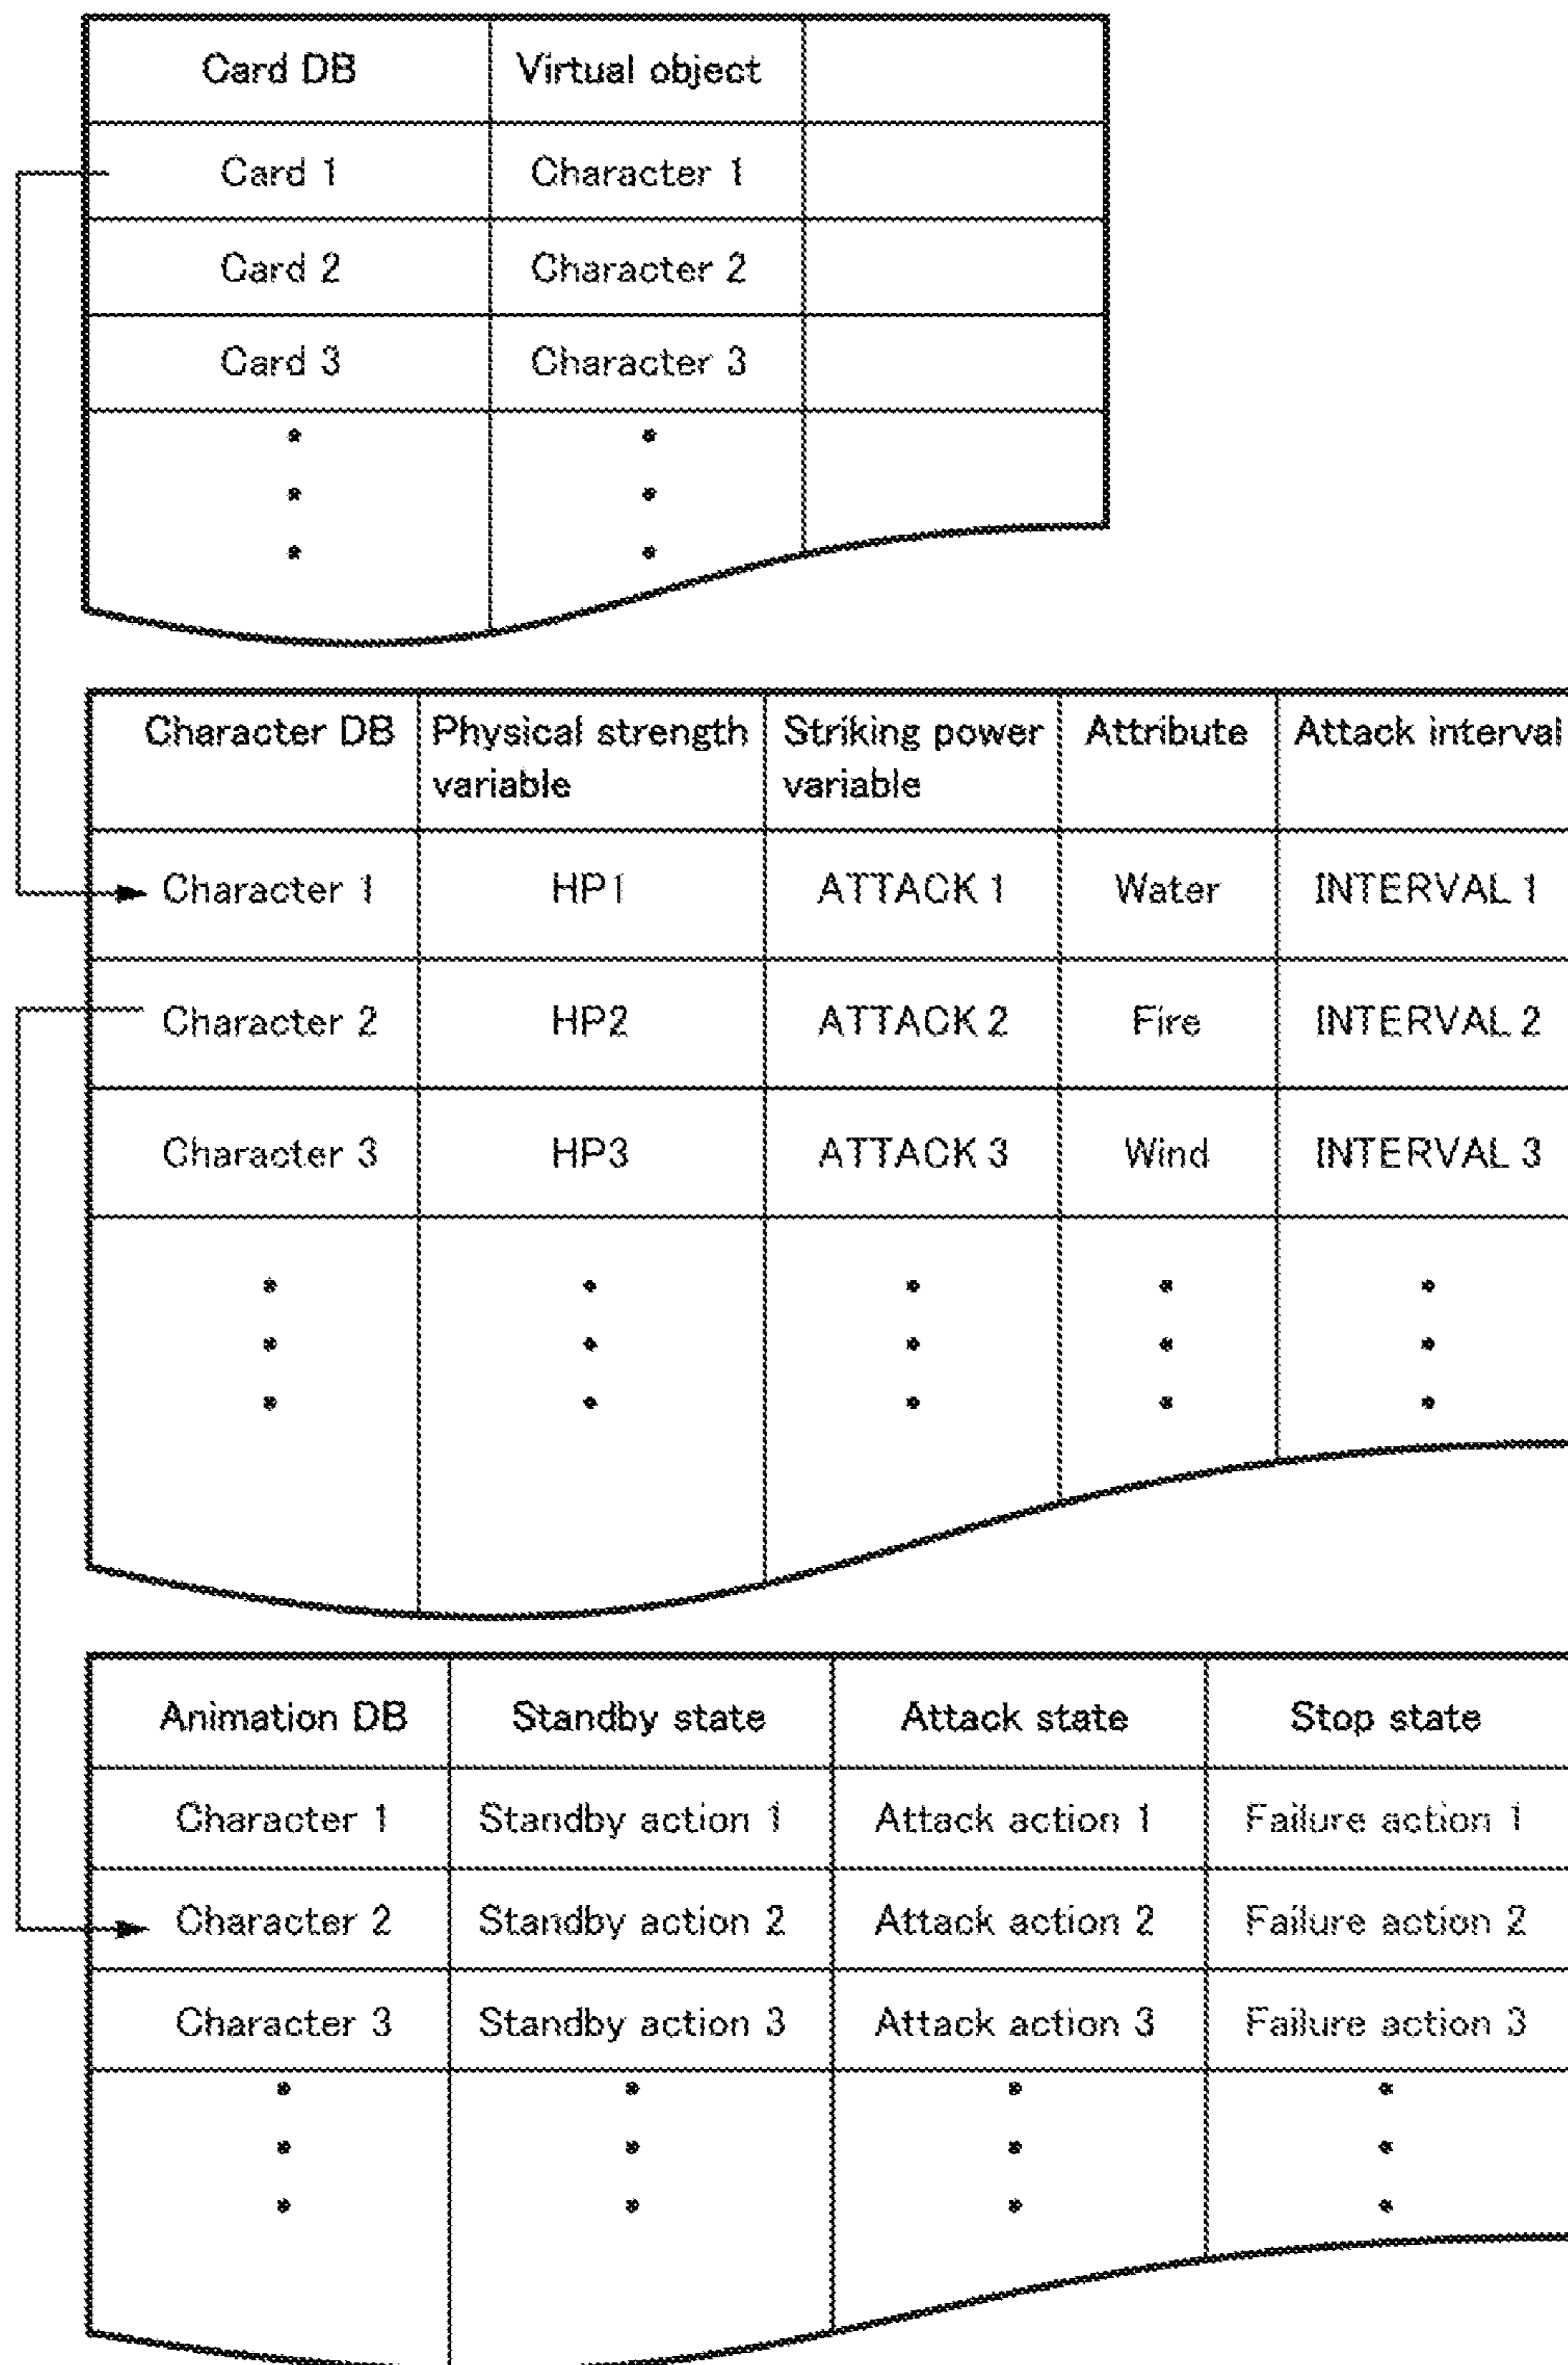 Card DB Virtual object
Card 1 Character 1
Card 2 Character 2
Card 3 Character 3
Character DB Physical strength variable Striking power variable Attribute Attack interval
Character 1 HP1 ATTACK 1 Water INTERVAL 1
Character 2 HP2 ATTACK 2 Fire INTERVAL 2
Character 3 HP3 ATTACK 3 Wind INTERVAL 3
Animation DB Standby state Attack state Stop state
Character 1 Standby action 1 Attack action 1 Failure action 1
Character 2 Standby action 2 Attack action 2 Failure action 2
Character 3 Standby action 3 Attack action 3 Failure action 3